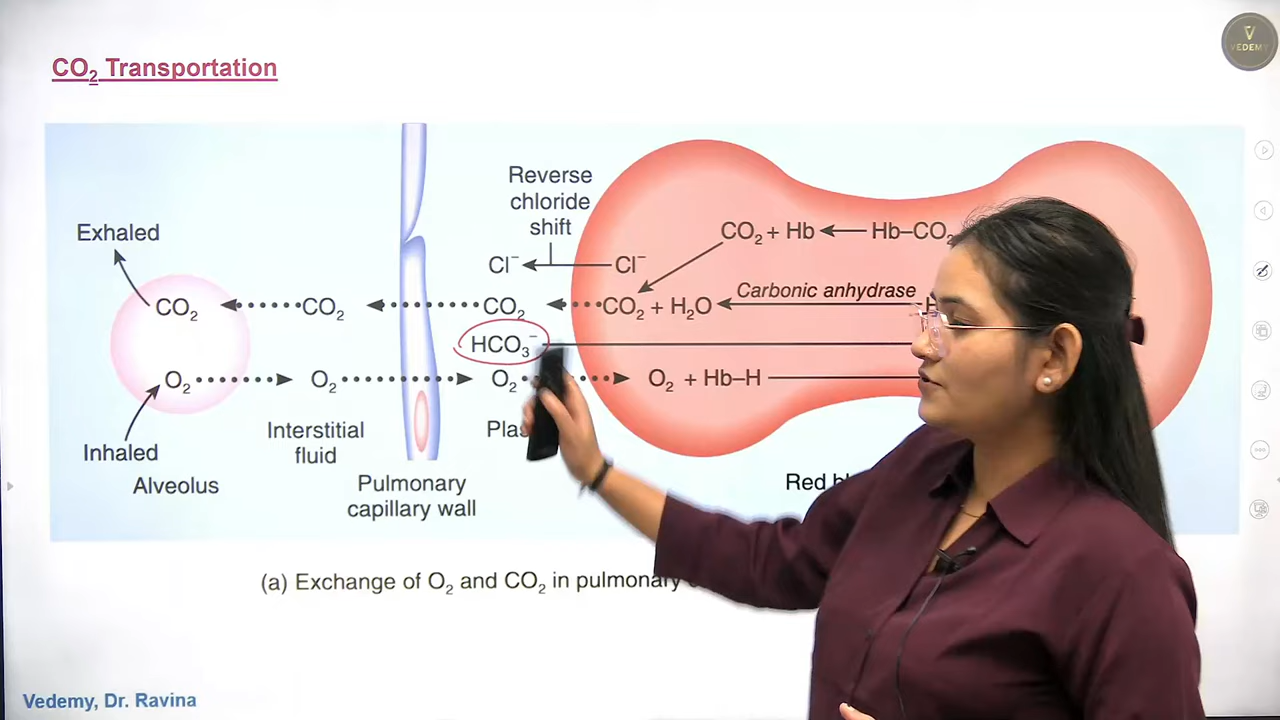 CO₂ Transportation
V
VEDEMY
Reverse
chloride
shift
Exhaled
CO₂ + Hb
Hb–CO₂
Cl⁻
Cl⁻
Carbonic anhydrase
CO₂
CO₂
CO₂
CO₂ + H₂O
HCO₃⁻
O₂
O₂
O₂
O₂ + Hb–H
Inhaled
Interstitial
fluid
Alveolus
Pulmonary
capillary wall
Red
(a) Exchange of O₂ and CO₂ in pulmonary
Vedemy, Dr. Ravina